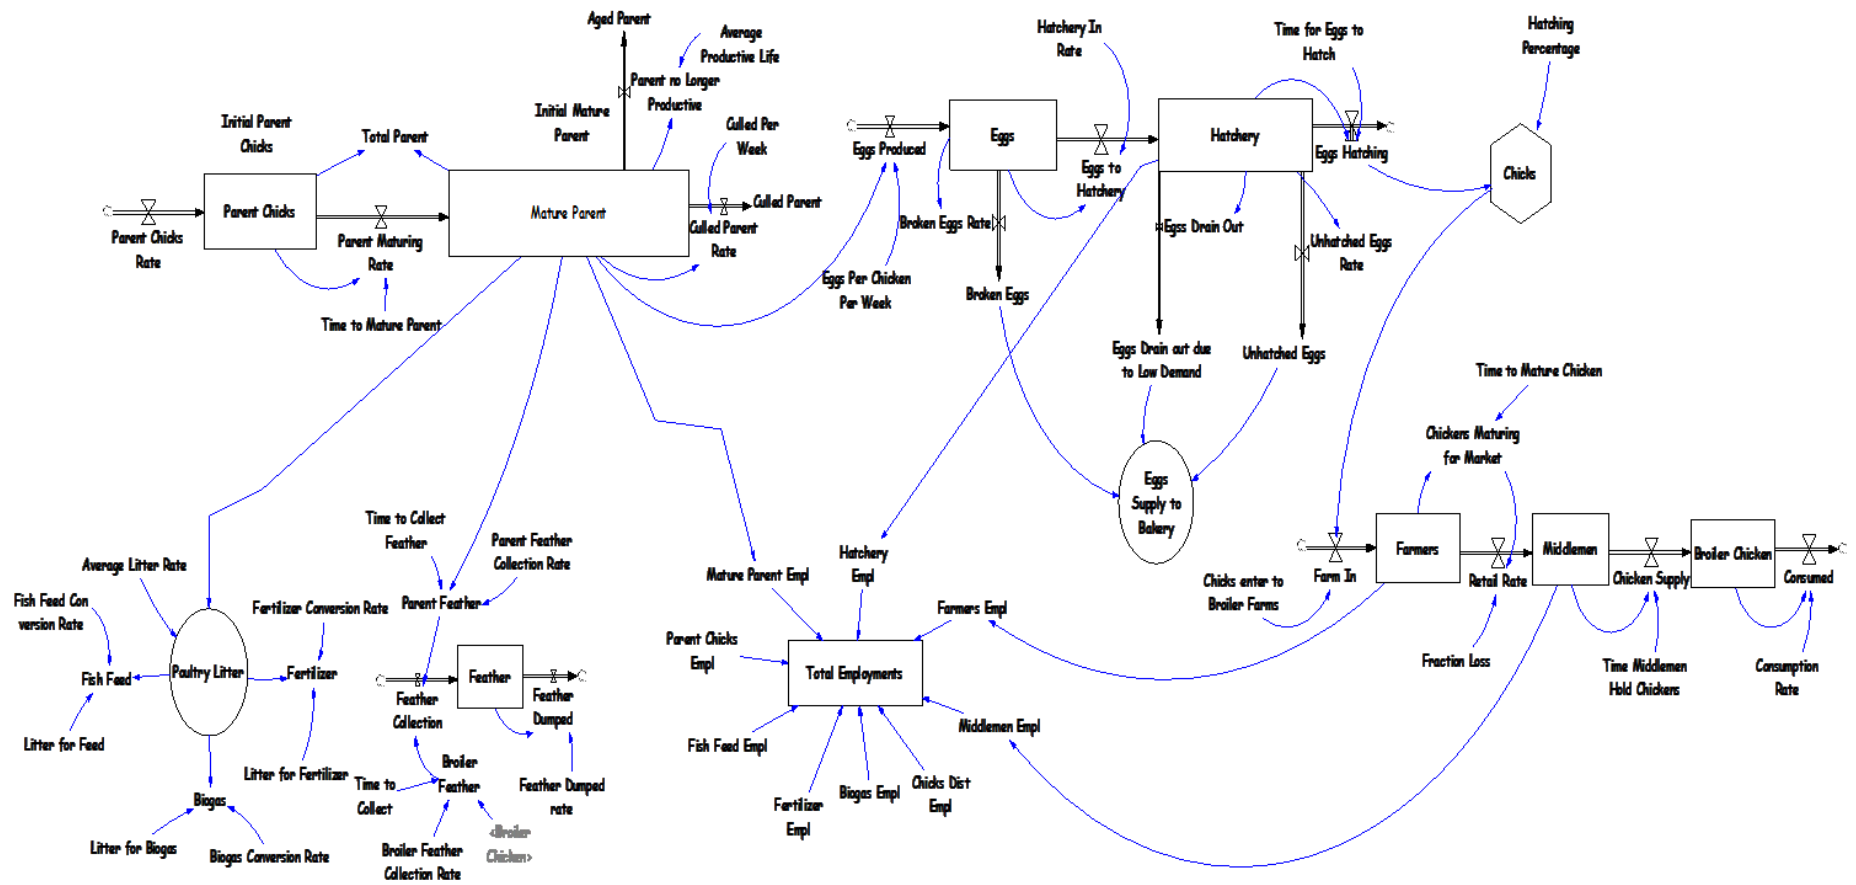 Aged Parent
Average
Productive Life
Parent no Longer
Productive
Initial Mature
Parent
Culled Per
Week
Initial Parent
Chicks
Total Parent
Parent Chicks
Mature Parent
Culled Parent
Culled Parent
Rate
Parent Chicks
Rate
Parent Maturing
Rate
Time to Mature Parent
Hatchery In
Rate
Time for Eggs to
Hatch
Hatching
Percentage
Eggs
Hatchery
Eggs Produced
Eggs to
Hatchery
Eggs Hatching
Chicks
Broken Eggs Rate
Egss Drain Out
Unhatched Eggs
Rate
Eggs Per Chicken
Per Week
Broken Eggs
Eggs Drain out due
to Low Demand
Unhatched Eggs
Time to Mature Chicken
Chickens Maturing
for Market
Eggs
Supply to
Bakery
Farmers
Middlemen
Broiler Chicken
Farm In
Retail Rate
Chicken Supply
Consumed
Chicks enter to
Broiler Farms
Fraction Loss
Time Middlemen
Hold Chickens
Consumption
Rate
Time to Collect
Feather
Parent Feather
Collection Rate
Parent Feather
Average Litter Rate
Fish Feed Con
version Rate
Fertilizer Conversion Rate
Poultry Litter
Fish Feed
Fertilizer
Litter for Feed
Litter for Fertilizer
Biogas
Litter for Biogas
Biogas Conversion Rate
Feather
Feather
Collection
Feather
Dumped
Broiler
Feather
Time to
Collect
Feather Dumped
rate
<Broiler
Chicken>
Broiler Feather
Collection Rate
Mature Parent Empl
Hatchery
Empl
Farmers Empl
Parent Chicks
Empl
Total Employments
Middlemen Empl
Fish Feed Empl
Fertilizer
Empl
Biogas Empl
Chicks Dist
Empl